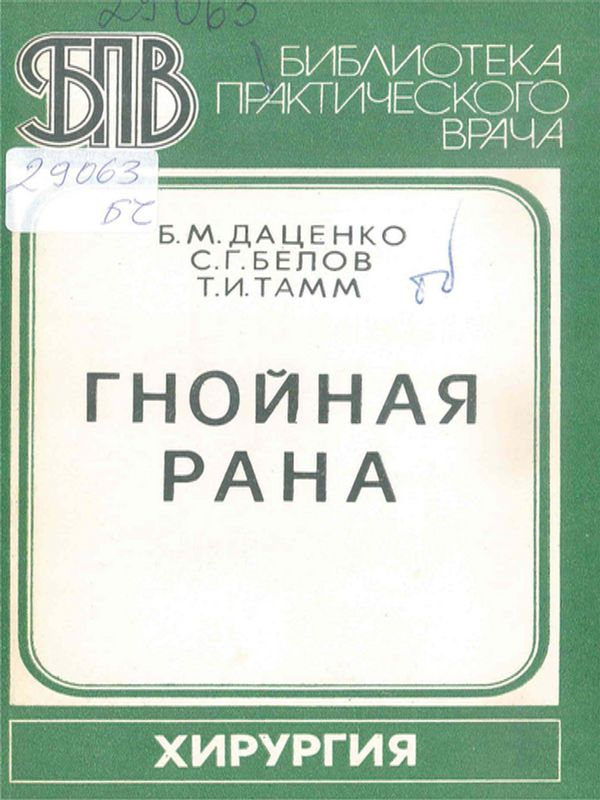 29063
БПВ
БИБЛИОТЕКА
ПРАКТИЧЕСКОГО
ВРАЧА
29063
БС
Б.М. ДАЦЕНКО
С.Г. БЕЛОВ
Т.И. ТАММ
ГНОЙНАЯ
РАНА
ХИРУРГИЯ